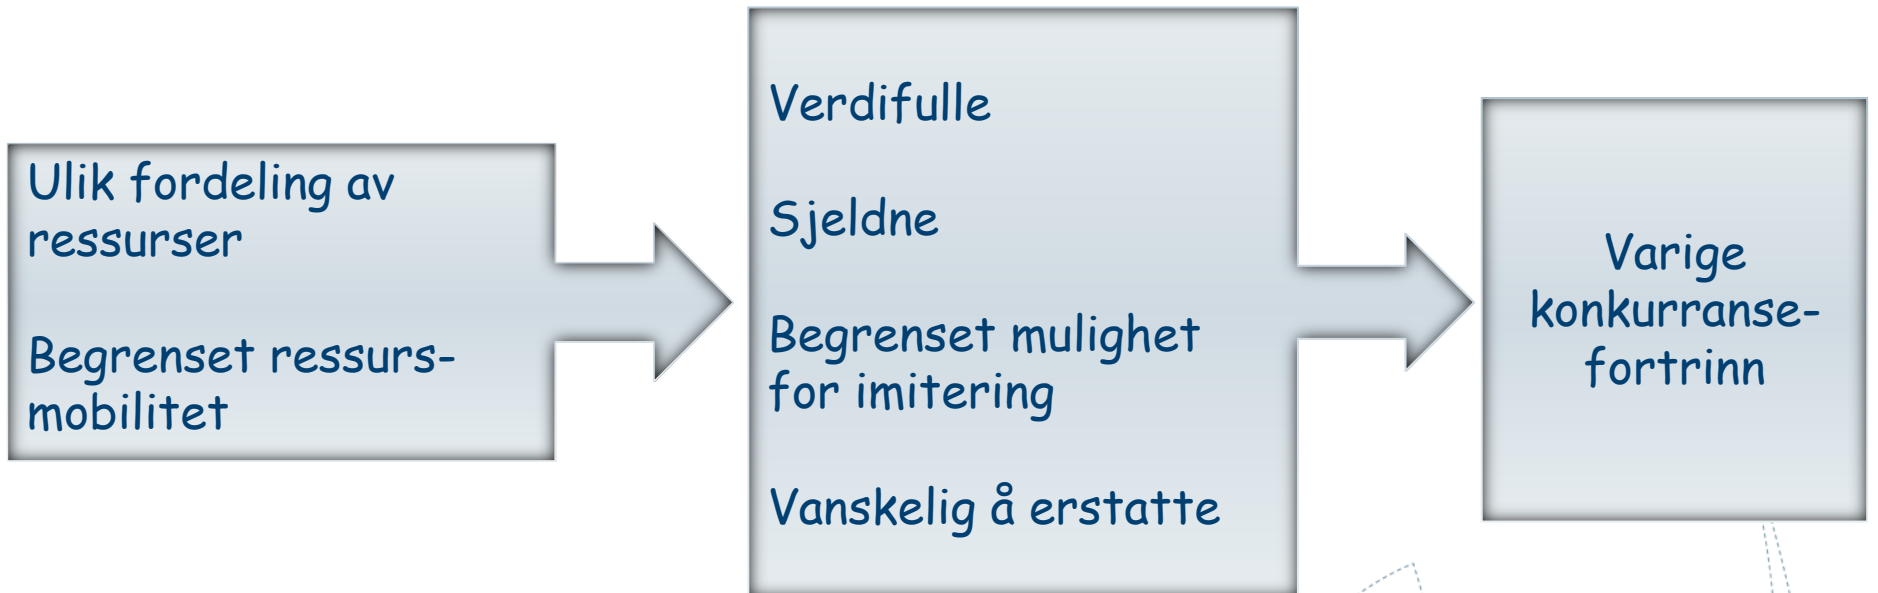 Ulik fordeling av
ressurser
Begrenset ressurs-
mobilitet
Verdifulle
Sjeldne
Begrenset mulighet
for imitering
Vanskelig å erstatte
Varige
konkurranse-
fortrinn